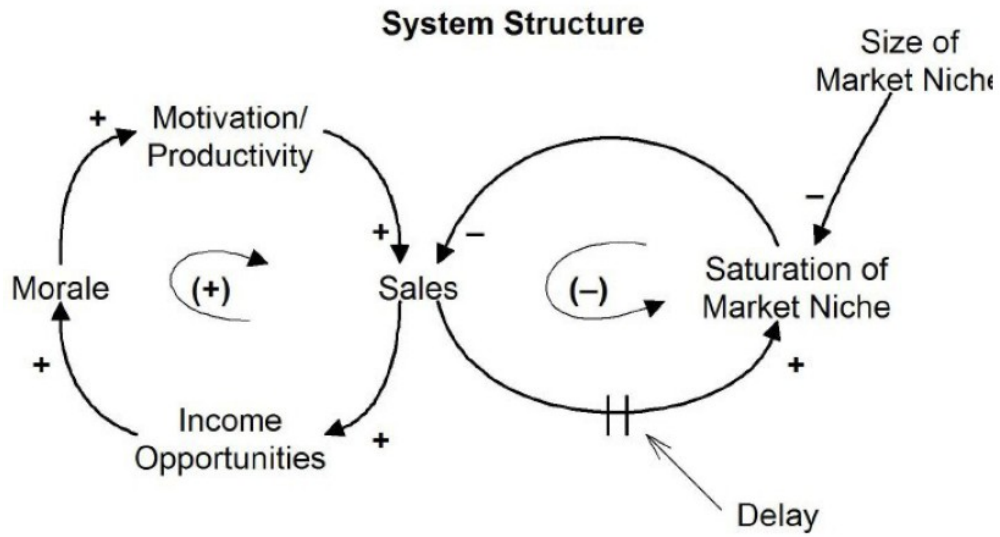 System Structure
Size of
Market Niche
+
Motivation/
Productivity
–
+
–
Morale
(+)
Sales
(–)
Saturation of
Market Niche
+
+
Income
Opportunities
+
Delay